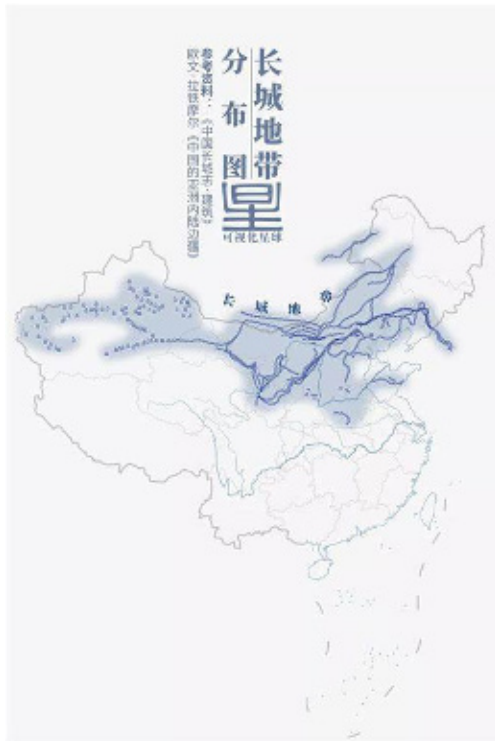 长城地带
分布图
星
可视化星球
参考资料：《中国长城志·建筑》
欧文·拉铁摩尔《中国的亚洲内陆边疆》
长城地带